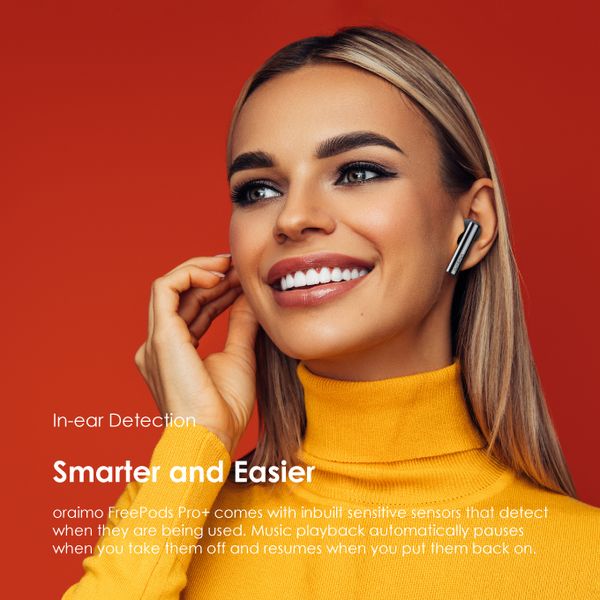 In-ear Detection
Smarter and Easier
oraimo FreePods Pro+ comes with inbuilt sensitive sensors that detect
when they are being used. Music playback automatically pauses
when you take them off and resumes when you put them back on.